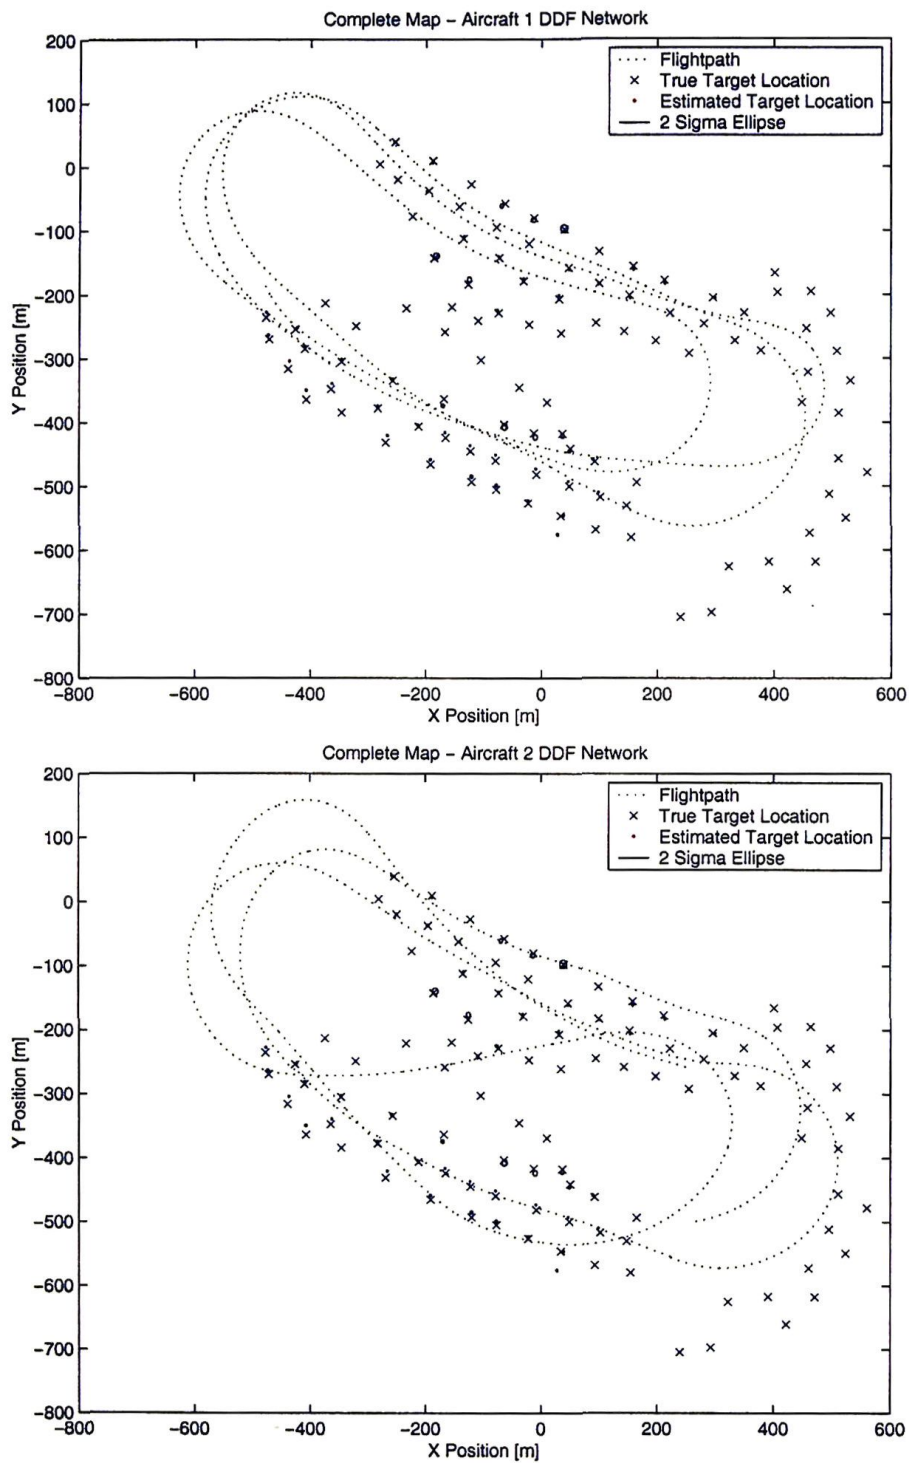 Complete Map – Aircraft 1 DDF Network
200
100
0
−100
−200
−300
−400
−500
−600
−700
−800
Y Position [m]
Flightpath
True Target Location
Estimated Target Location
2 Sigma Ellipse
−800 −600 −400 −200 0 200 400 600
X Position [m]
Complete Map – Aircraft 2 DDF Network
200
100
0
−100
−200
−300
−400
−500
−600
−700
−800
Y Position [m]
Flightpath
True Target Location
Estimated Target Location
2 Sigma Ellipse
−800 −600 −400 −200 0 200 400 600
X Position [m]